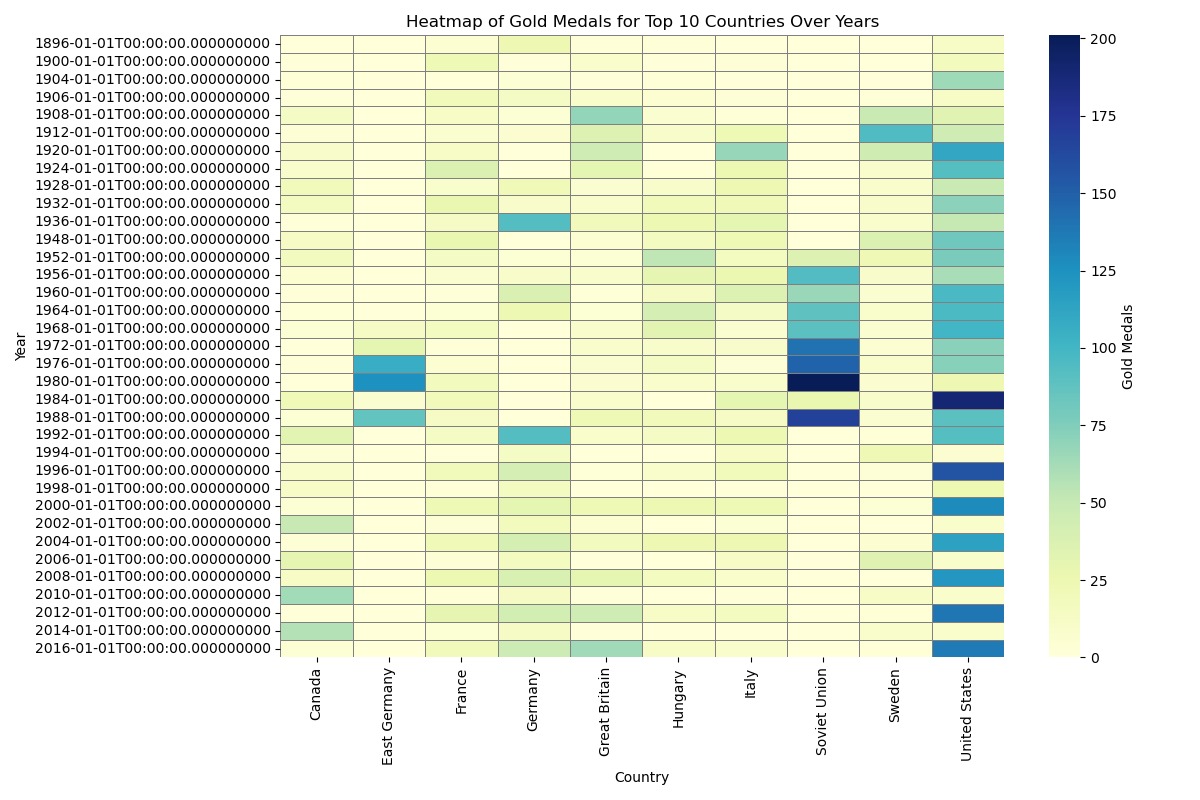 Heatmap of Gold Medals for Top 10 Countries Over Years
1896-01-01T00:00:00.000000000
1900-01-01T00:00:00.000000000
1904-01-01T00:00:00.000000000
1906-01-01T00:00:00.000000000
1908-01-01T00:00:00.000000000
1912-01-01T00:00:00.000000000
1920-01-01T00:00:00.000000000
1924-01-01T00:00:00.000000000
1928-01-01T00:00:00.000000000
1932-01-01T00:00:00.000000000
1936-01-01T00:00:00.000000000
1948-01-01T00:00:00.000000000
1952-01-01T00:00:00.000000000
1956-01-01T00:00:00.000000000
1960-01-01T00:00:00.000000000
1964-01-01T00:00:00.000000000
1968-01-01T00:00:00.000000000
1972-01-01T00:00:00.000000000
1976-01-01T00:00:00.000000000
1980-01-01T00:00:00.000000000
1984-01-01T00:00:00.000000000
1988-01-01T00:00:00.000000000
1992-01-01T00:00:00.000000000
1994-01-01T00:00:00.000000000
1996-01-01T00:00:00.000000000
1998-01-01T00:00:00.000000000
2000-01-01T00:00:00.000000000
2002-01-01T00:00:00.000000000
2004-01-01T00:00:00.000000000
2006-01-01T00:00:00.000000000
2008-01-01T00:00:00.000000000
2010-01-01T00:00:00.000000000
2012-01-01T00:00:00.000000000
2014-01-01T00:00:00.000000000
2016-01-01T00:00:00.000000000
Year
Canada
East Germany
France
Germany
Great Britain
Hungary
Italy
Soviet Union
Sweden
United States
Country
200
175
150
125
100
75
50
25
0
Gold Medals